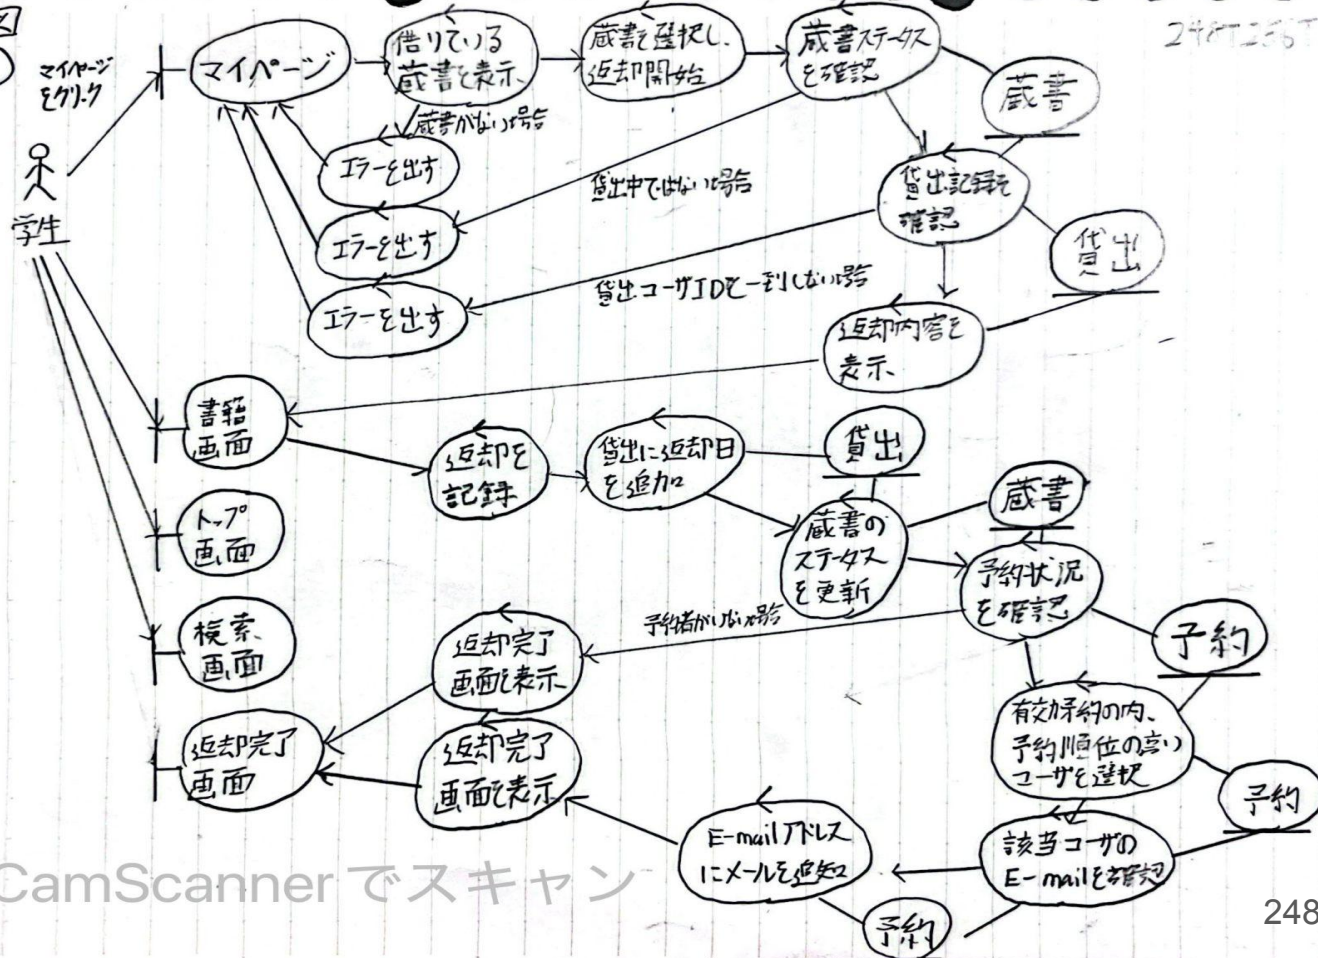 248T256T
マイページ
をクリック
マイページ
借りている
蔵書を表示
蔵書を選択し、
返却開始
蔵書ステータス
を確認
蔵書
蔵書がない場合
エラーを出す
貸出中ではない場合
貸出記録を
確認
学生
エラーを出す
貸出
貸出ユーザIDと一致しない場合
エラーを出す
返却内容を
表示
書籍
画面
返却を
記録
貸出に返却日
を追加
貸出
蔵書の
ステータス
を更新
蔵書
トップ
画面
予約状況
を確認
予約者がいない場合
検索
画面
返却完了
画面を表示
予約
有効予約の内、
予約順位の高い
ユーザを選択
返却完了
画面
返却完了
画面を表示
予約
E-mailアドレス
にメールを
該当ユーザの
E-mailを確認
予約
CamScanner でスキャン
248